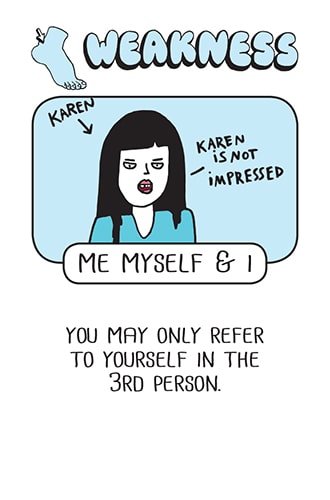 WEAKNESS
KAREN
KAREN
iS NOT
iMPRESSED
ME MYSELF & I
YOU MAY ONLY REFER
TO YOURSELF IN THE
3RD PERSON.